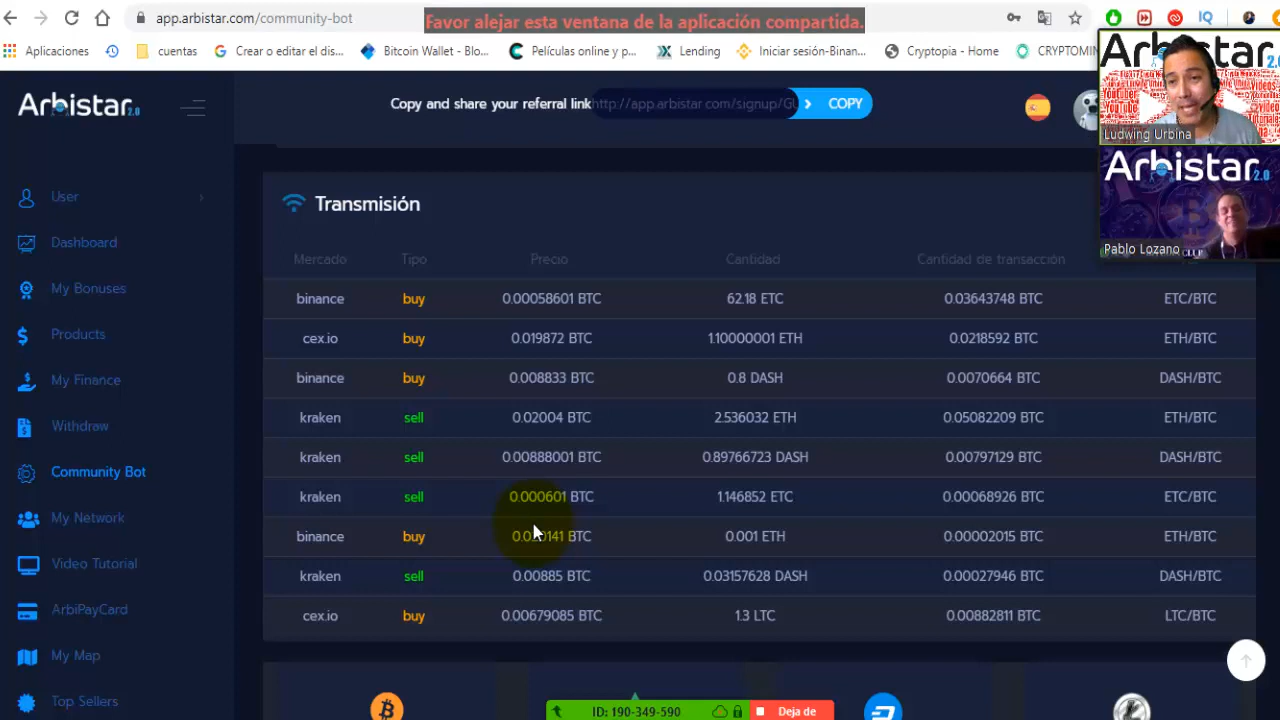 app.arbistar.com/community-bot
Favor alejar esta ventana de la aplicación compartida.
Aplicaciones
cuentas
Crear o editar el dis...
Bitcoin Wallet - Blo...
Películas online y p...
Lending
Iniciar sesión-Binan...
Cryptopia - Home
CRYPTOMIN
Arbistar 2.0
Copy and share your referral link
http://app.arbistar.com/signup/GU
COPY
Ludwing Urbina
Arbistar 2.0
Pablo Lozano
User
Dashboard
My Bonuses
Products
My Finance
Withdraw
Community Bot
My Network
Video Tutorial
ArbiPayCard
My Map
Top Sellers
Transmisión
Mercado Tipo Precio Cantidad Cantidad de transacción
binance buy 0.00058601 BTC 62.18 ETC 0.03643748 BTC ETC/BTC
cex.io buy 0.019872 BTC 1.10000001 ETH 0.0218592 BTC ETH/BTC
binance buy 0.008833 BTC 0.8 DASH 0.0070664 BTC DASH/BTC
kraken sell 0.02004 BTC 2.536032 ETH 0.05082209 BTC ETH/BTC
kraken sell 0.00888001 BTC 0.89766723 DASH 0.00797129 BTC DASH/BTC
kraken sell 0.000601 BTC 1.146852 ETC 0.00068926 BTC ETC/BTC
binance buy BTC 0.001 ETH 0.00002015 BTC ETH/BTC
kraken sell 0.00885 BTC 0.03157628 DASH 0.00027946 BTC DASH/BTC
cex.io buy 0.00679085 BTC 1.3 LTC 0.00882811 BTC LTC/BTC
ID: 190-349-590
Deja de